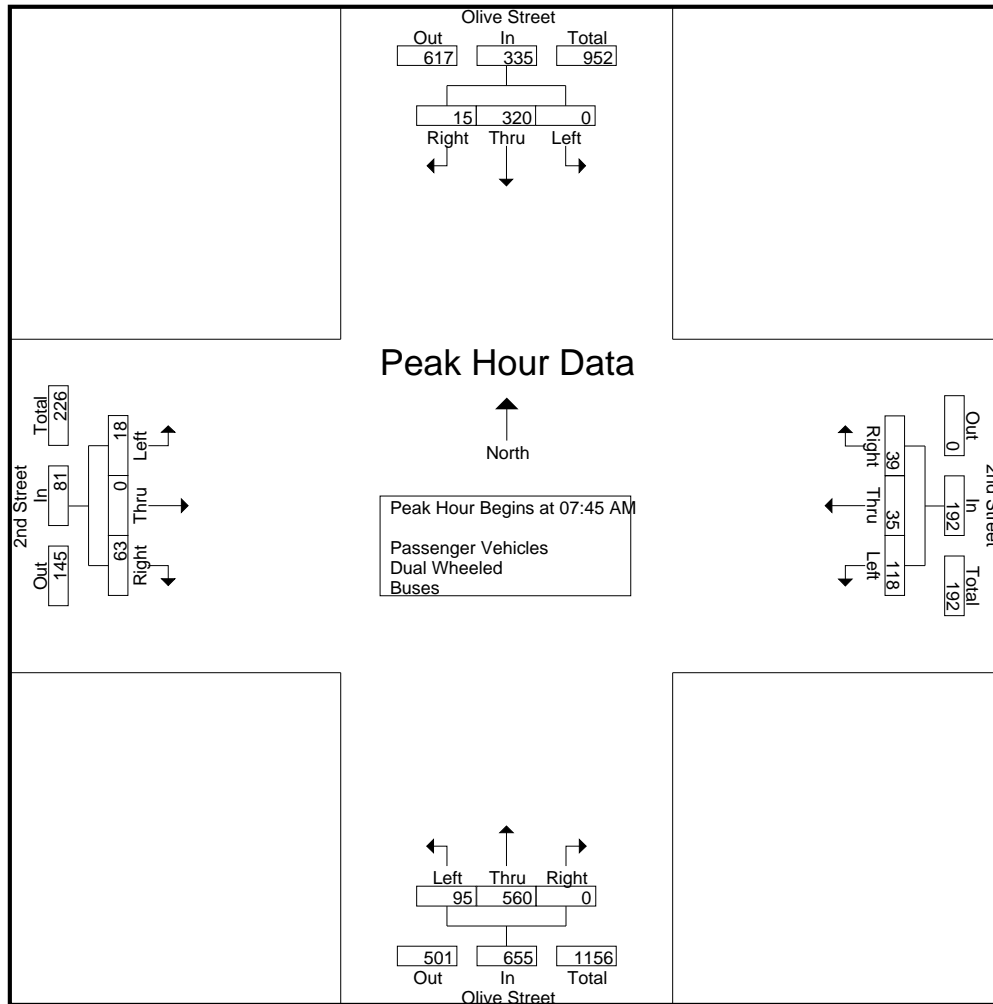 Olive Street
Out In Total
617 335 952
15 320 0
Right Thru Left
Peak Hour Data
North
Peak Hour Begins at 07:45 AM
Passenger Vehicles
Dual Wheeled
Buses
2nd Street
Total In Out
226 81 145
18 0 63
Left Thru Right
2nd Street
Out In Total
0 192 192
39 35 118
Right Thru Left
Left Thru Right
95 560 0
501 655 1156
Out In Total
Olive Street